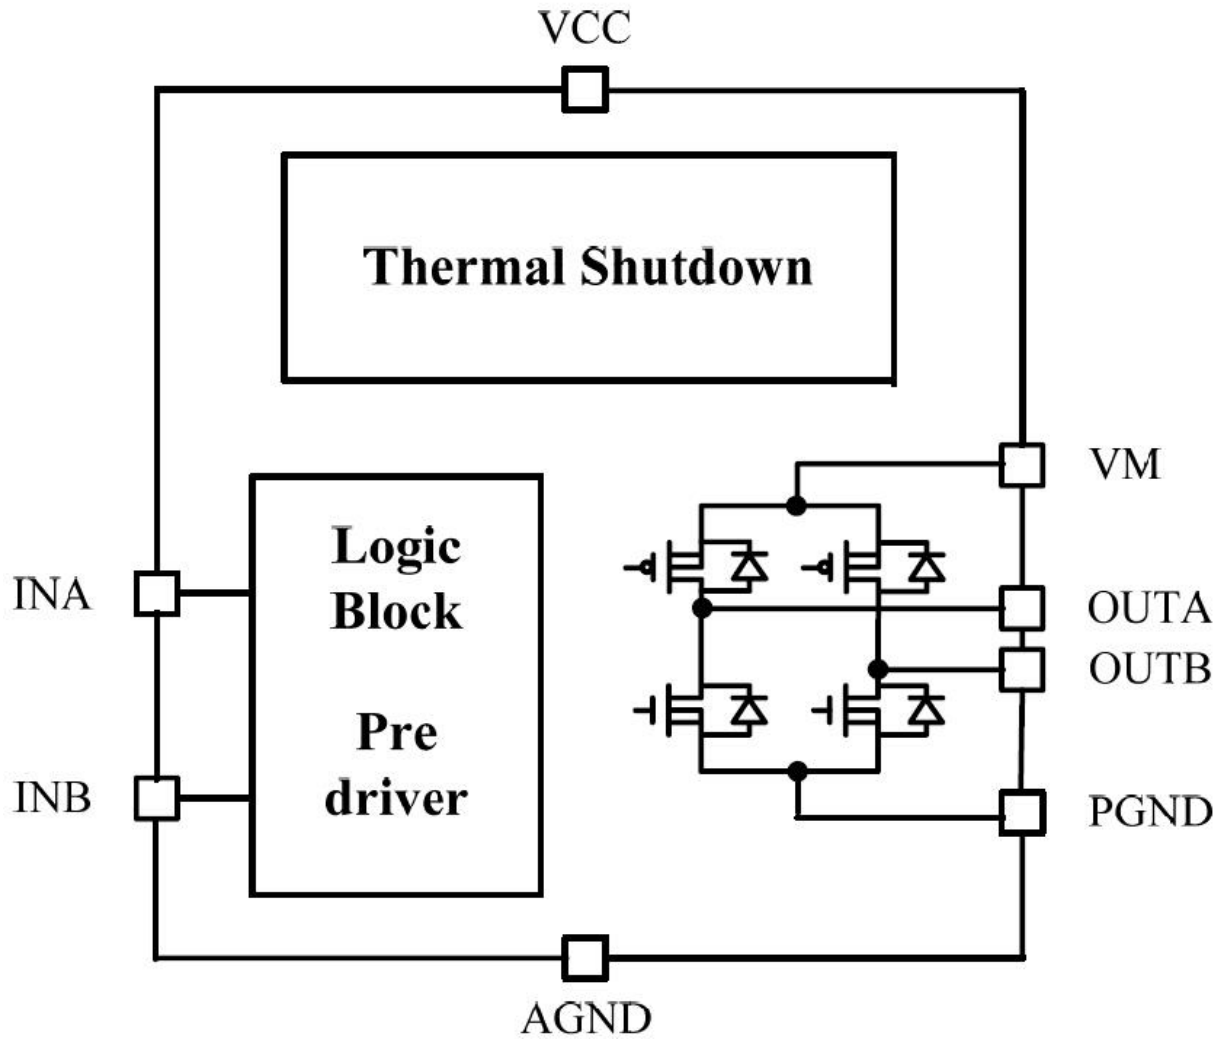 VCC
Thermal Shutdown
VM
Logic
Block
INA
OUTA
OUTB
Pre
driver
INB
PGND
AGND